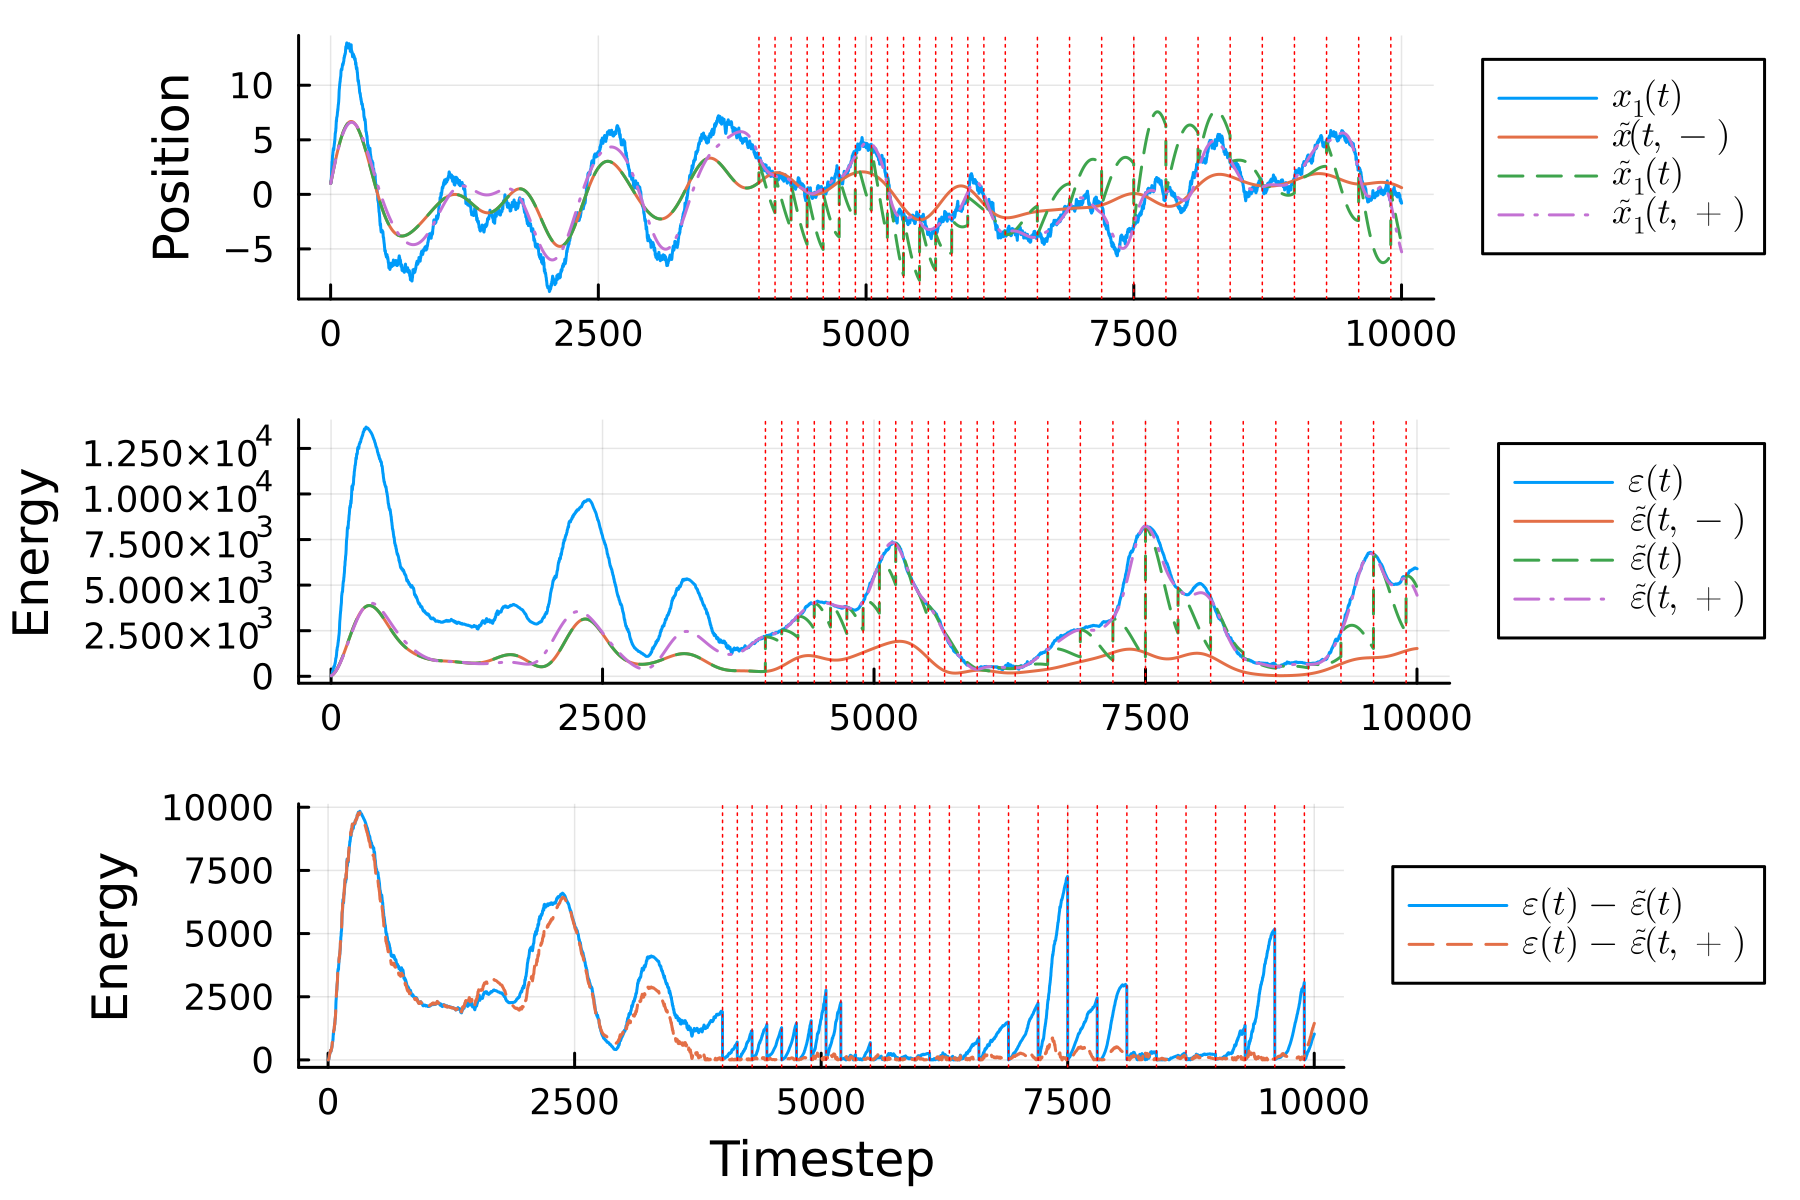 Position
10
5
0
−5
0 2500 5000 7500 10000
x₁(t)
x̃(t, −)
x̃₁(t)
x̃₁(t, +)
Energy
1.250×10⁴
1.000×10⁴
7.500×10³
5.000×10³
2.500×10³
0
0 2500 5000 7500 10000
ε(t)
ε̃(t, −)
ε̃(t)
ε̃(t, +)
Energy
10000
7500
5000
2500
0
0 2500 5000 7500 10000
ε(t) − ε̃(t)
ε(t) − ε̃(t, +)
Timestep